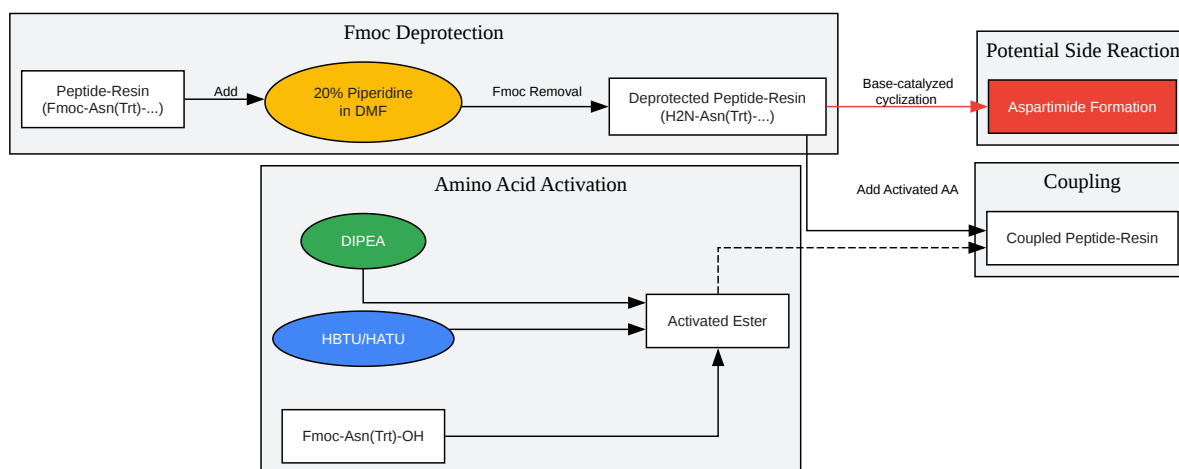 Fmoc Deprotection
Peptide-Resin
(Fmoc-Asn(Trt)-...)
Add
20% Piperidine
in DMF
Fmoc Removal
Deprotected Peptide-Resin
(H2N-Asn(Trt)-...)
Base-catalyzed
cyclization
Potential Side Reaction
Aspartimide Formation
Amino Acid Activation
DIPEA
HBTU/HATU
Fmoc-Asn(Trt)-OH
Activated Ester
Add Activated AA
Coupling
Coupled Peptide-Resin